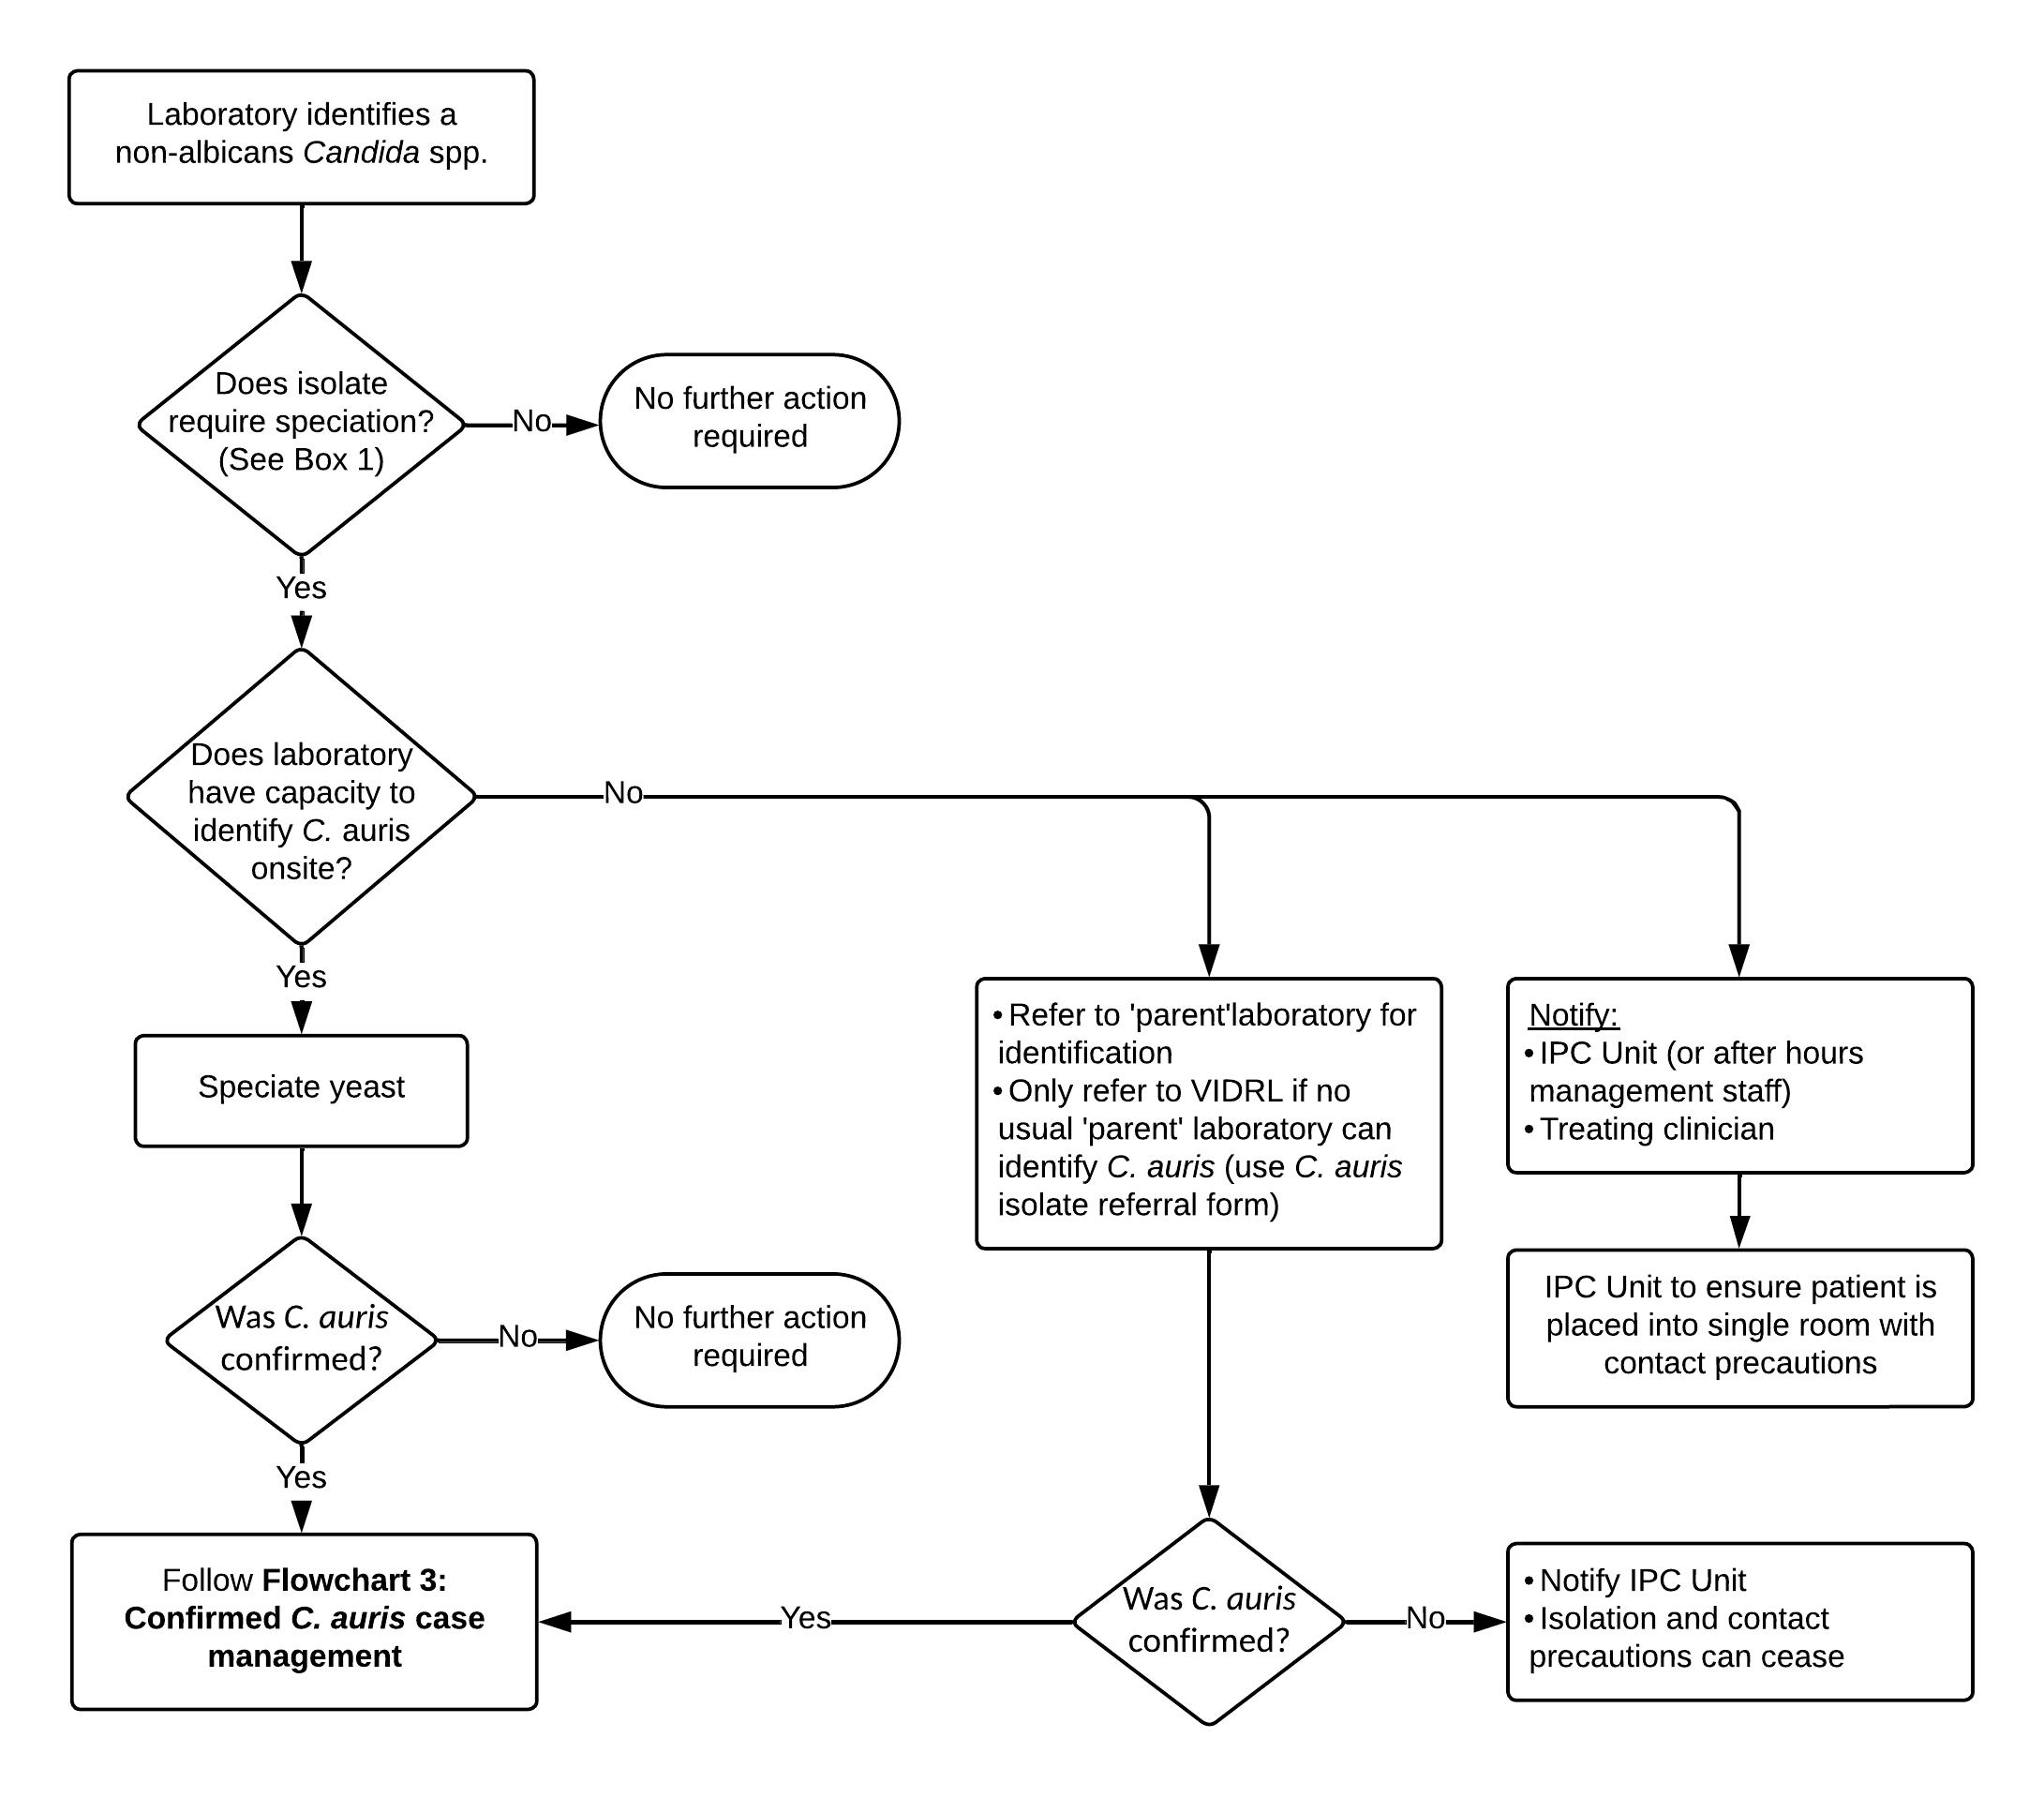 Laboratory identifies a
non-albicans Candida spp.
Does isolate
require speciation?
(See Box 1)
No
No further action
required
Yes
Does laboratory
have capacity to
identify C. auris
onsite?
No
Yes
Speciate yeast
• Refer to 'parent'laboratory for
identification
• Only refer to VIDRL if no
usual 'parent' laboratory can
identify C. auris (use C. auris
isolate referral form)
Notify:
• IPC Unit (or after hours
management staff)
• Treating clinician
IPC Unit to ensure patient is
placed into single room with
contact precautions
Was C. auris
confirmed?
No
No further action
required
Yes
Follow Flowchart 3:
Confirmed C. auris case
management
Yes
Was C. auris
confirmed?
No
• Notify IPC Unit
• Isolation and contact
precautions can cease